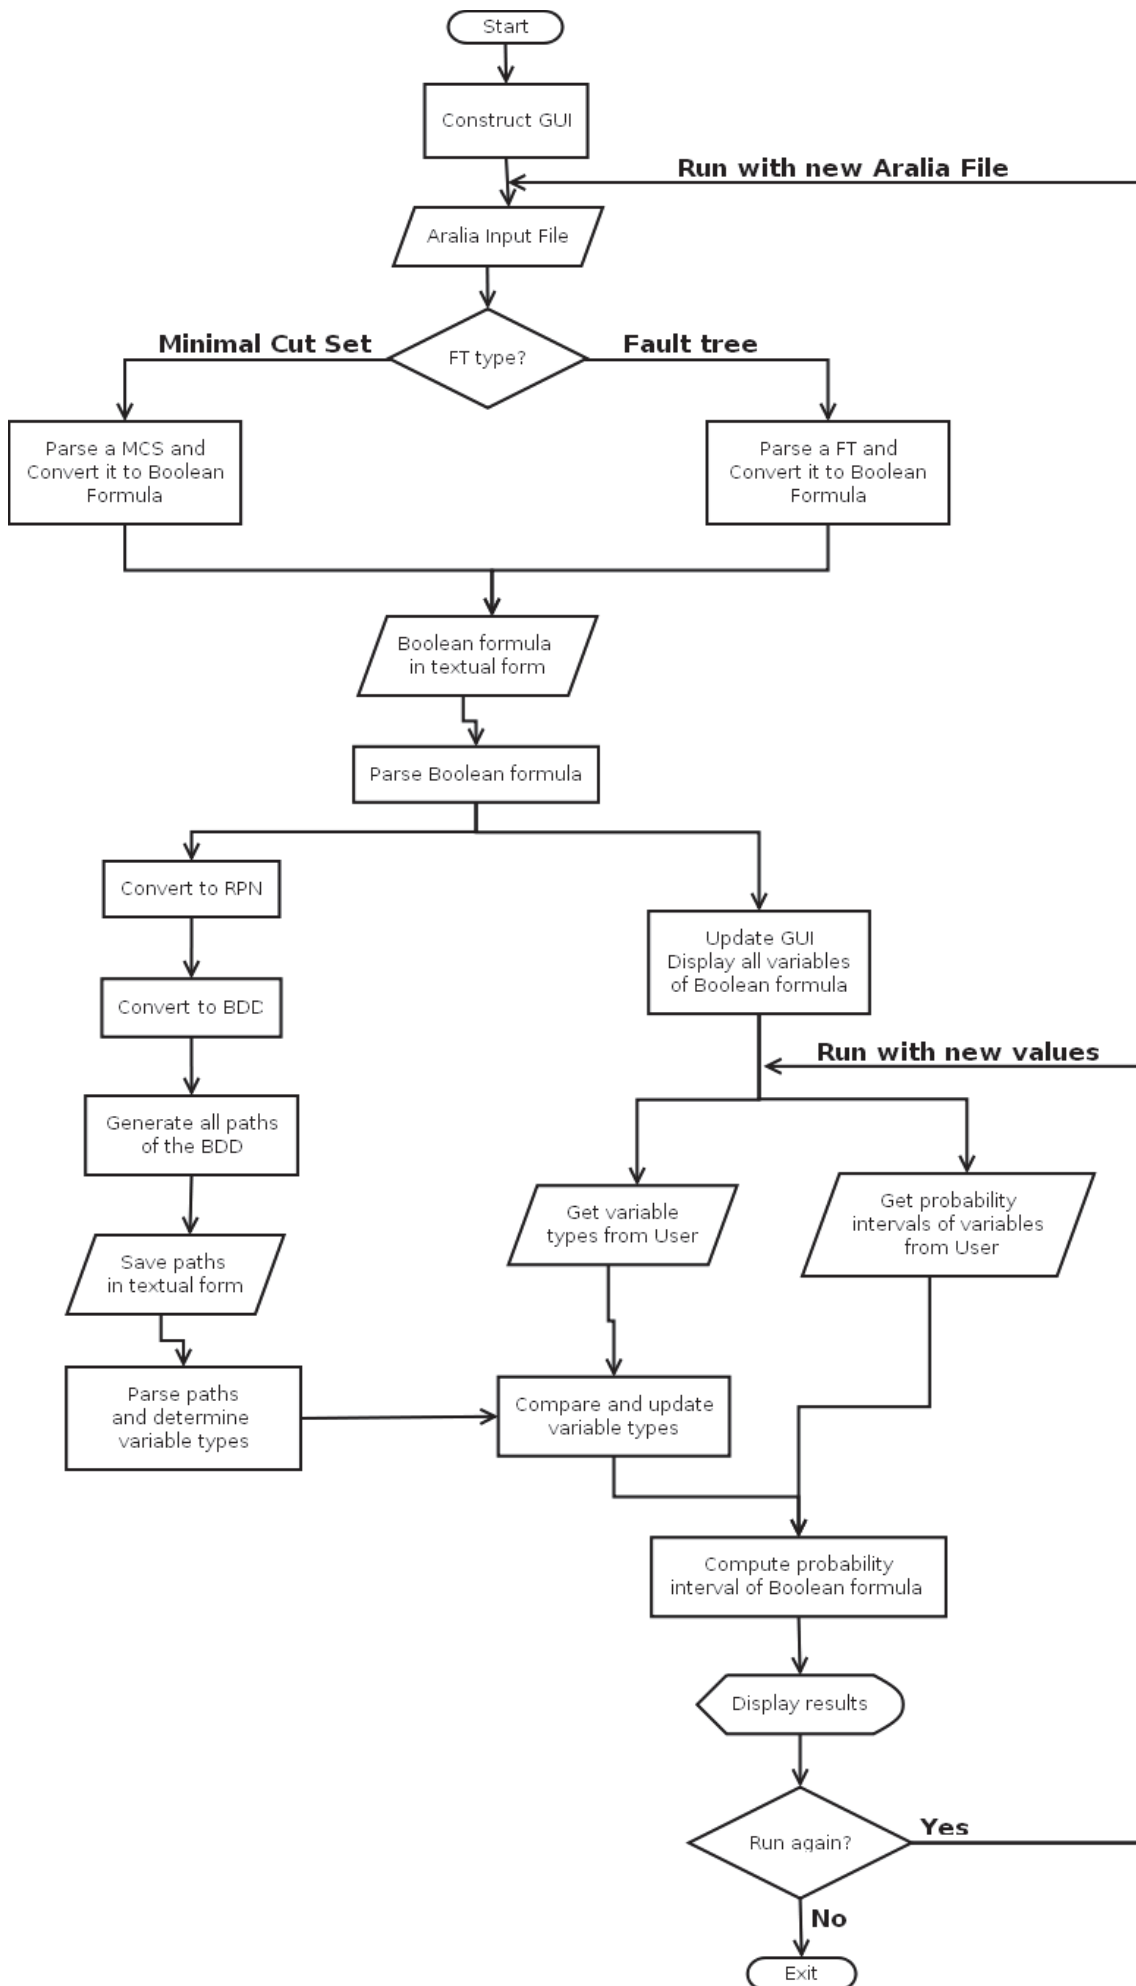 Start
Construct GUI
Run with new Aralia File
Aralia Input File
Minimal Cut Set
FT type?
Fault tree
Parse a MCS and
Convert it to Boolean
Formula
Parse a FT and
Convert it to Boolean
Formula
Boolean formula
in textual form
Parse Boolean formula
Convert to RPN
Update GUI
Display all variables
of Boolean formula
Convert to BDD
Run with new values
Generate all paths
of the BDD
Get variable
types from User
Get probability
intervals of variables
from User
Save paths
in textual form
Parse paths
and determine
variable types
Compare and update
variable types
Compute probability
interval of Boolean formula
Display results
Run again?
Yes
No
Exit